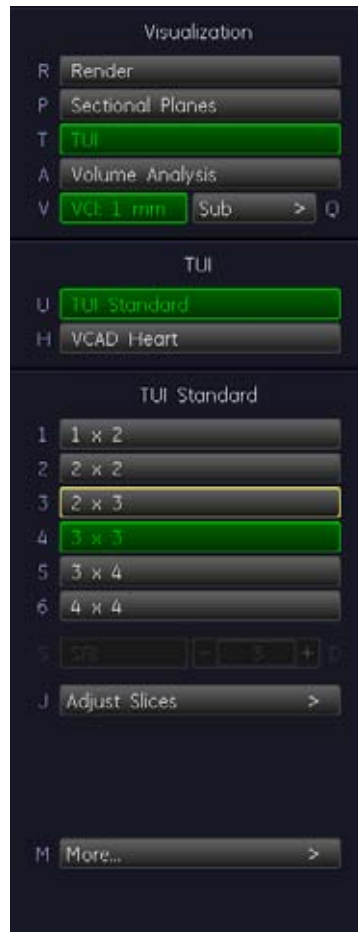 Visualization
R Render
P Sectional Planes
T TUI
A Volume Analysis
V VCI: 1 mm Sub > Q
TUI
U TUI Standard
H VCAD Heart
TUI Standard
1 1 x 2
2 2 x 2
3 2 x 3
4 3 x 3
5 3 x 4
6 4 x 4
S SRI - 3 + D
J Adjust Slices >
M More... >